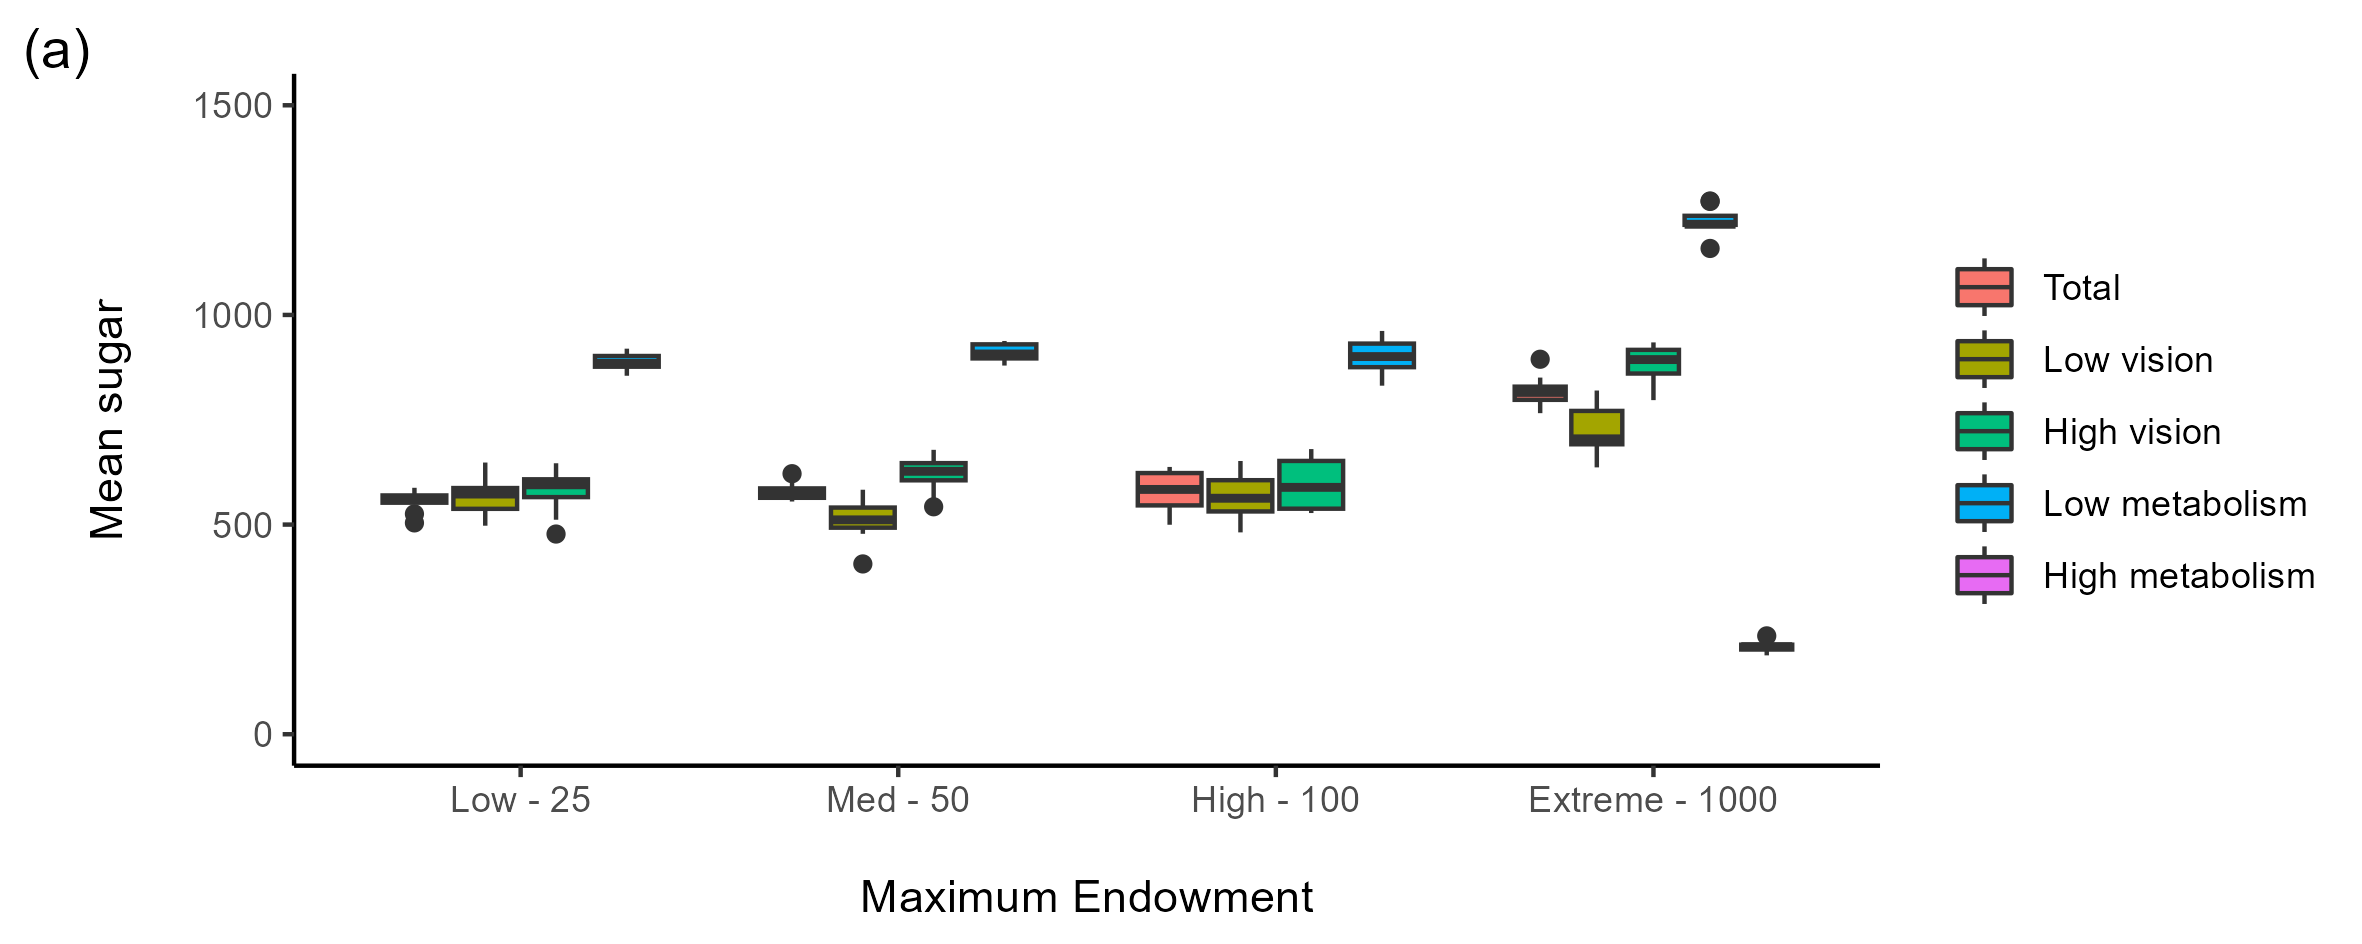 (a)
1500
1000
500
0
Mean sugar
Low - 25
Med - 50
High - 100
Extreme - 1000
Maximum Endowment
Total
Low vision
High vision
Low metabolism
High metabolism